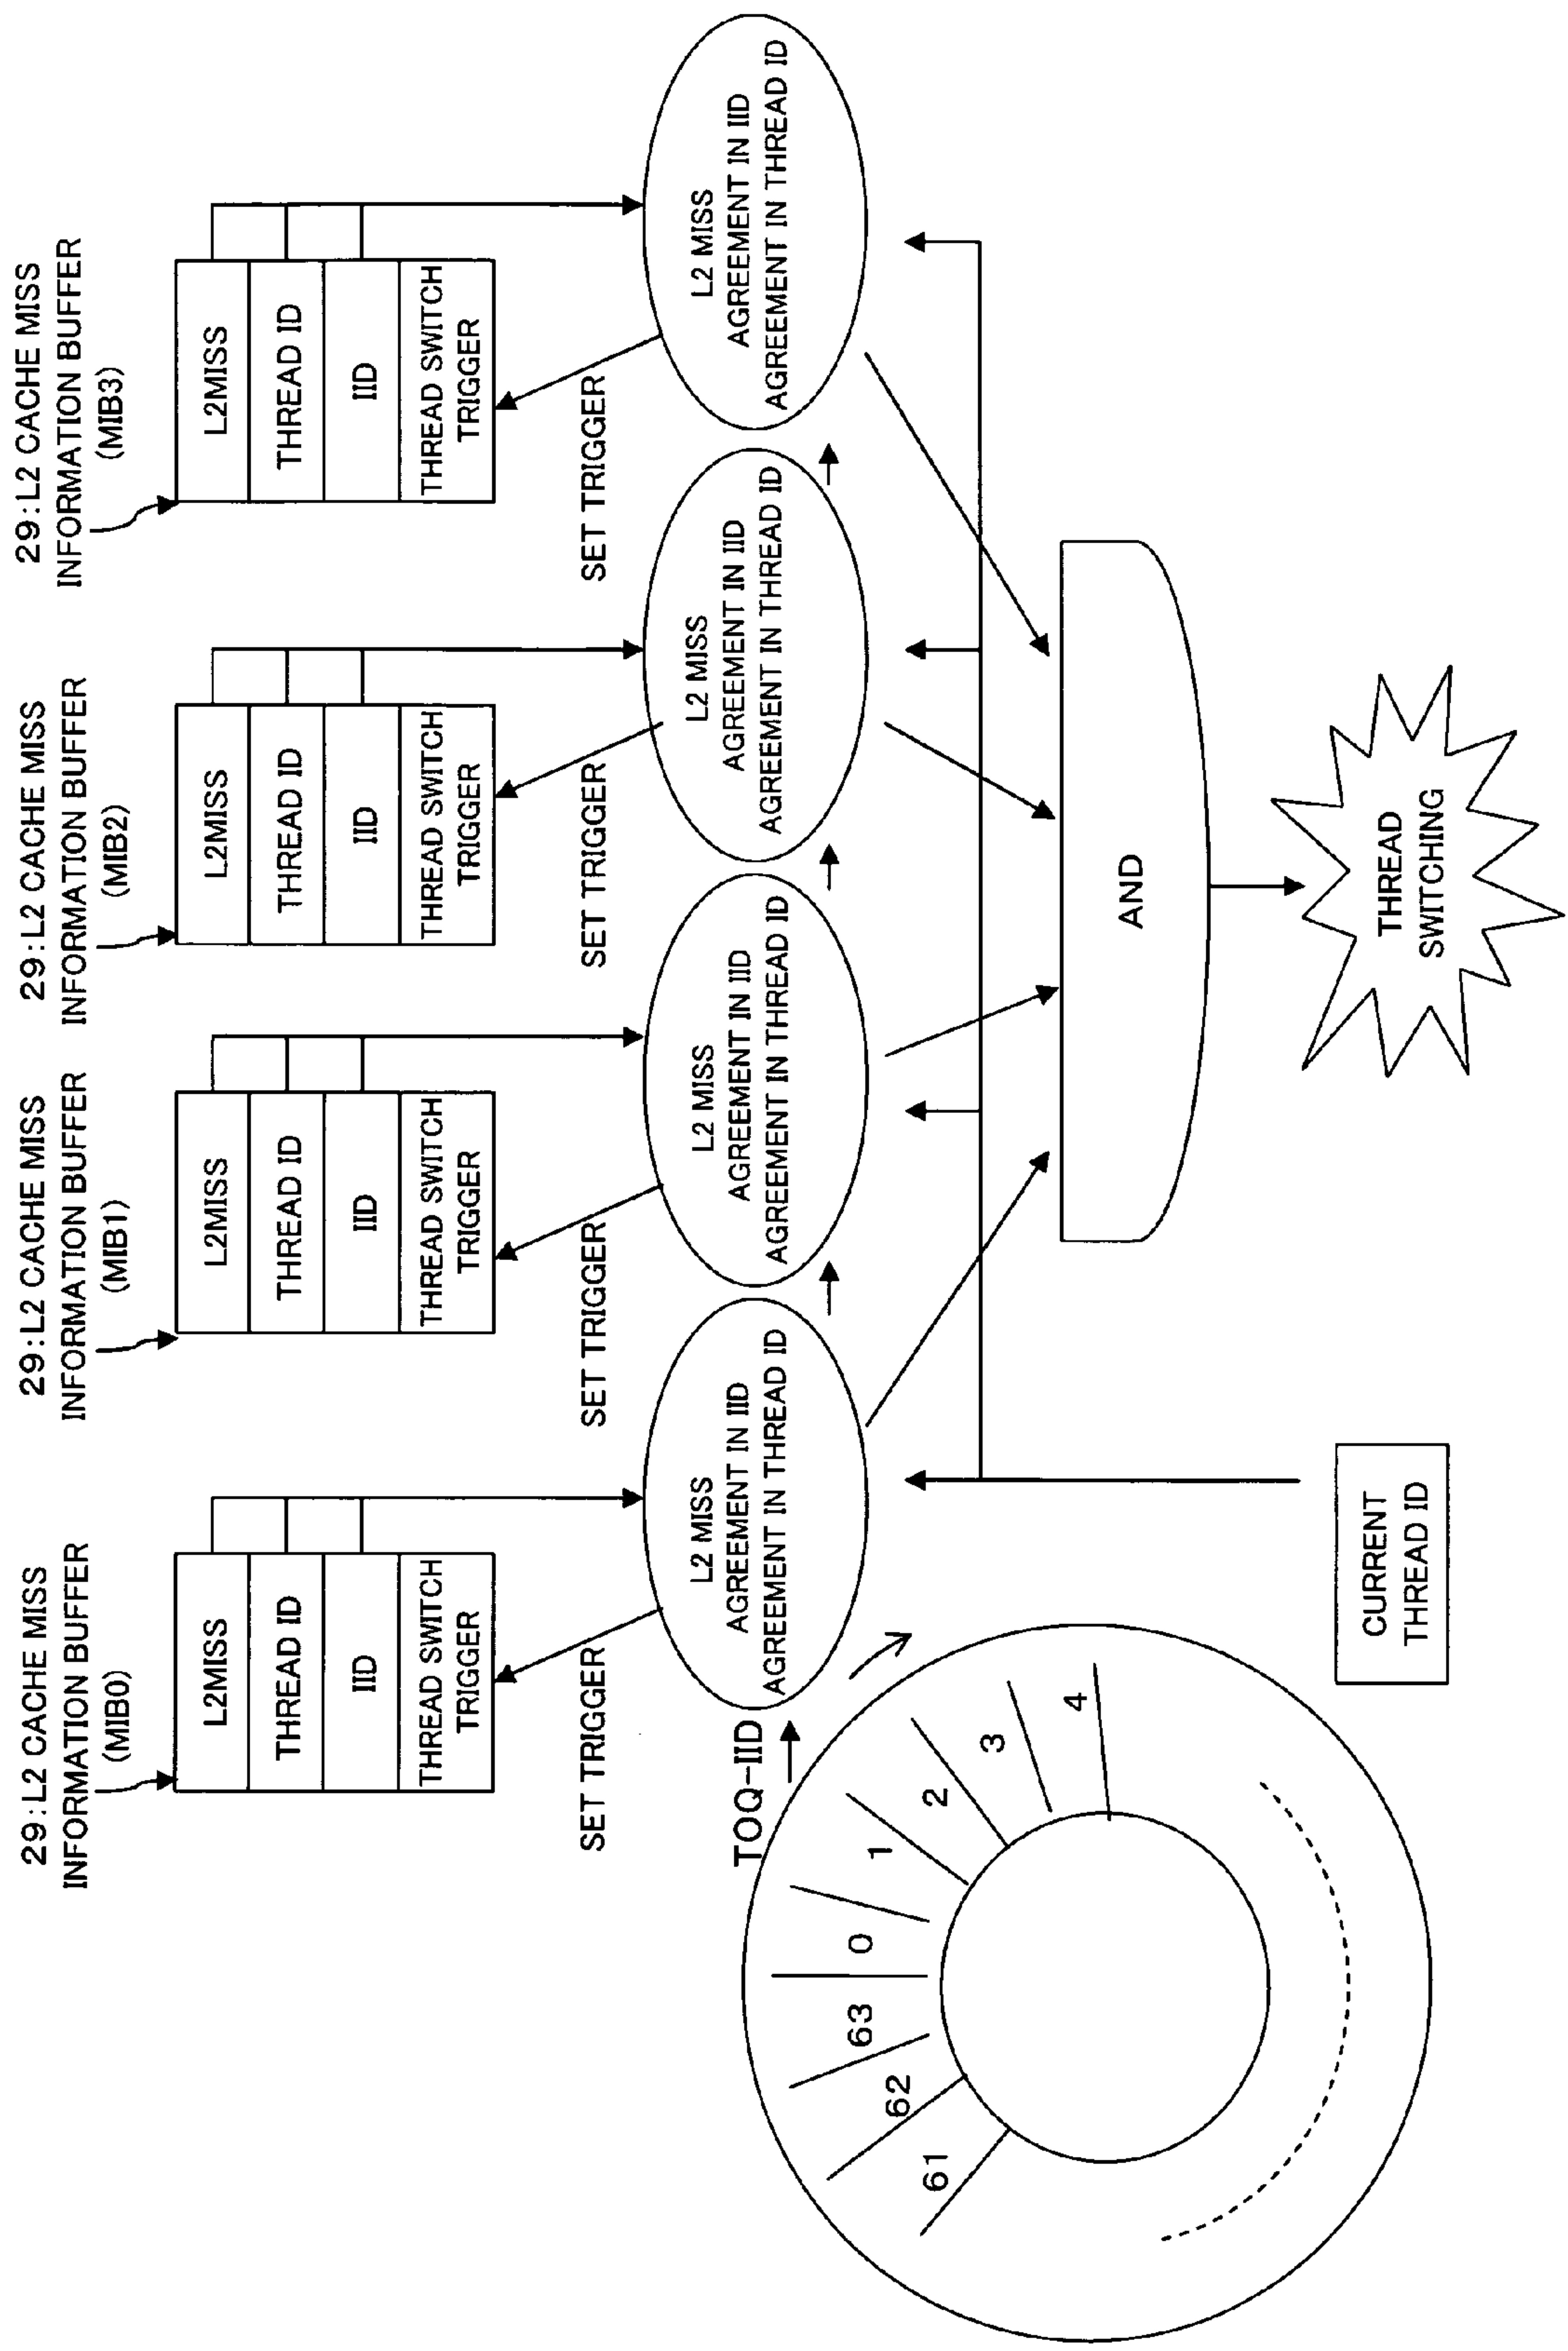 29:L2 CACHE MISS
INFORMATION BUFFER
(MIB0)
L2MISS
THREAD ID
IID
THREAD SWITCH
TRIGGER
29:L2 CACHE MISS
INFORMATION BUFFER
(MIB1)
L2MISS
THREAD ID
IID
THREAD SWITCH
TRIGGER
29:L2 CACHE MISS
INFORMATION BUFFER
(MIB2)
L2MISS
THREAD ID
IID
THREAD SWITCH
TRIGGER
29:L2 CACHE MISS
INFORMATION BUFFER
(MIB3)
L2MISS
THREAD ID
IID
THREAD SWITCH
TRIGGER
SET TRIGGER
SET TRIGGER
SET TRIGGER
SET TRIGGER
TOQ-IID
L2 MISS
AGREEMENT IN IID
AGREEMENT IN THREAD ID
L2 MISS
AGREEMENT IN IID
AGREEMENT IN THREAD ID
L2 MISS
AGREEMENT IN IID
AGREEMENT IN THREAD ID
L2 MISS
AGREEMENT IN IID
AGREEMENT IN THREAD ID
61
62
63
0
1
2
3
4
CURRENT
THREAD ID
AND
THREAD
SWITCHING